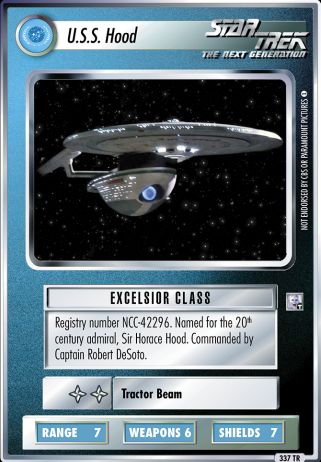 U.S.S. Hood
STAR TREK
THE NEXT GENERATION
NOT ENDORSED BY CBS OR PARAMOUNT PICTURES
EXCELSIOR CLASS
Registry number NCC-42296. Named for the 20th
century admiral, Sir Horace Hood. Commanded by
Captain Robert DeSoto.
Tractor Beam
RANGE 7 WEAPONS 6 SHIELDS 7
337 TR